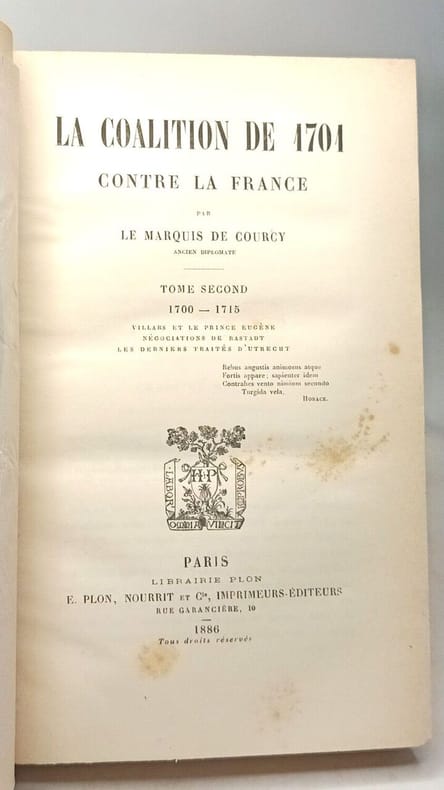 LA COALITION DE 1701
CONTRE LA FRANCE
PAR
LE MARQUIS DE COURCY
ANCIEN DIPLOMATE
TOME SECOND
1700 — 1715
VILLARS ET LE PRINCE EUGÈNE
NÉGOCIATIONS DE RASTADT
LES DERNIERS TRAITÉS D'UTRECHT
Rebus angustis animosus atque
Fortis appare; sapienter idem
Contrahes vento nimium secundo
Turgida vela.
HORACE.
LABOR
IMPROBUS
HP
OMNIA VINCIT
PARIS
LIBRAIRIE PLON
E. PLON, NOURRIT ET Cie, IMPRIMEURS-ÉDITEURS
RUE GARANCIÈRE, 10
1886
Tous droits réservés